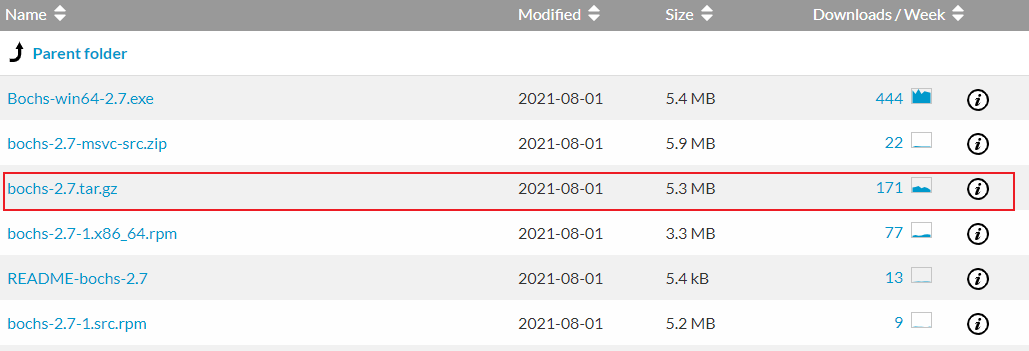 Name Modified Size Downloads / Week
Parent folder
Bochs-win64-2.7.exe 2021-08-01 5.4 MB 444
bochs-2.7-msvc-src.zip 2021-08-01 5.9 MB 22
bochs-2.7.tar.gz 2021-08-01 5.3 MB 171
bochs-2.7-1.x86_64.rpm 2021-08-01 3.3 MB 77
README-bochs-2.7 2021-08-01 5.4 kB 13
bochs-2.7-1.src.rpm 2021-08-01 5.2 MB 9